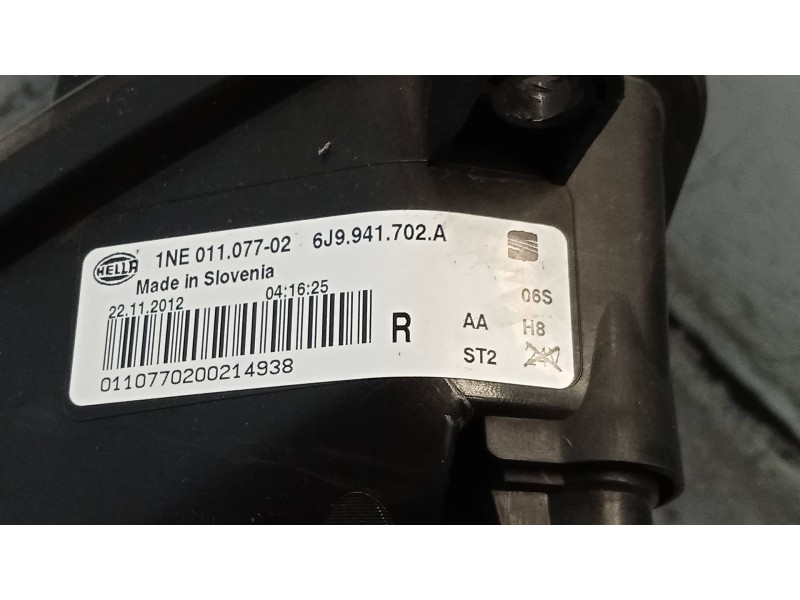 HELLA
1NE 011.077-02 6J9.941.702.A
Made in Slovenia
22.11.2012 04:16:25
06S
R AA H8
ST2
0110770200214938